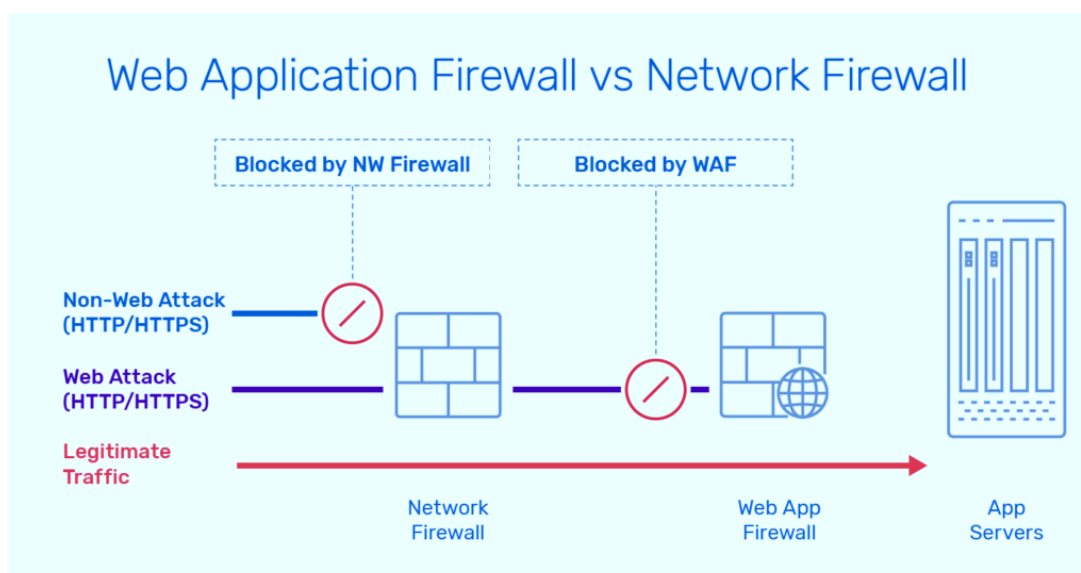 Web Application Firewall vs Network Firewall
Blocked by NW Firewall
Blocked by WAF
Non-Web Attack
(HTTP/HTTPS)
Web Attack
(HTTP/HTTPS)
Legitimate
Traffic
Network
Firewall
Web App
Firewall
App
Servers